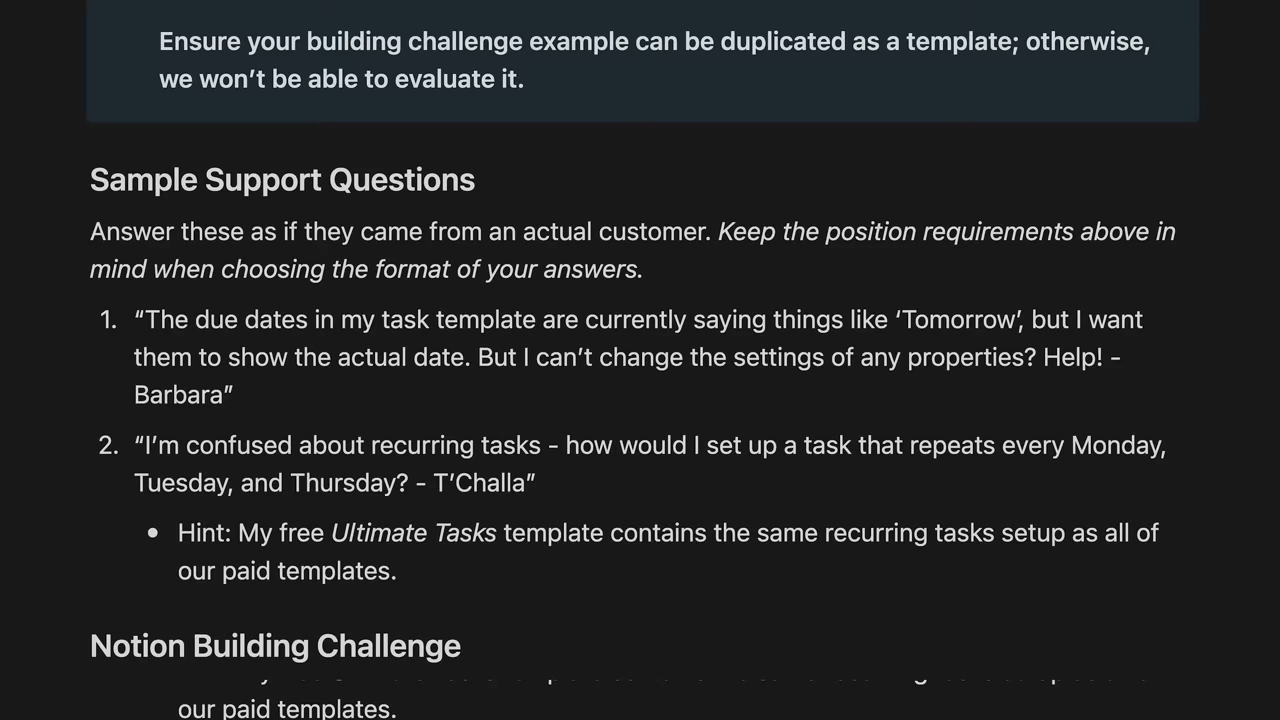 Ensure your building challenge example can be duplicated as a template; otherwise,
we won’t be able to evaluate it.
Sample Support Questions
Answer these as if they came from an actual customer. Keep the position requirements above in
mind when choosing the format of your answers.
1. “The due dates in my task template are currently saying things like ‘Tomorrow’, but I want
them to show the actual date. But I can’t change the settings of any properties? Help! -
Barbara”
2. “I’m confused about recurring tasks - how would I set up a task that repeats every Monday,
Tuesday, and Thursday? - T’Challa”
• Hint: My free Ultimate Tasks template contains the same recurring tasks setup as all of
our paid templates.
Notion Building Challenge
our paid templates.